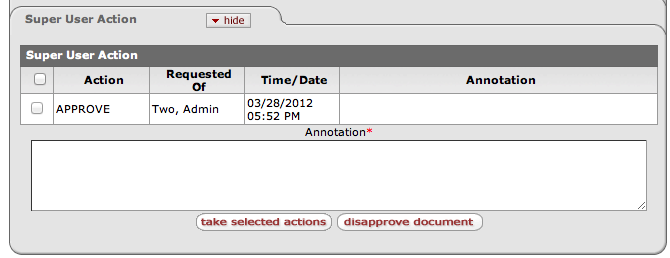 Super User Action
hide
Super User Action
Action Requested Of Time/Date Annotation
APPROVE Two, Admin 03/28/2012 05:52 PM
Annotation*
take selected actions disapprove document